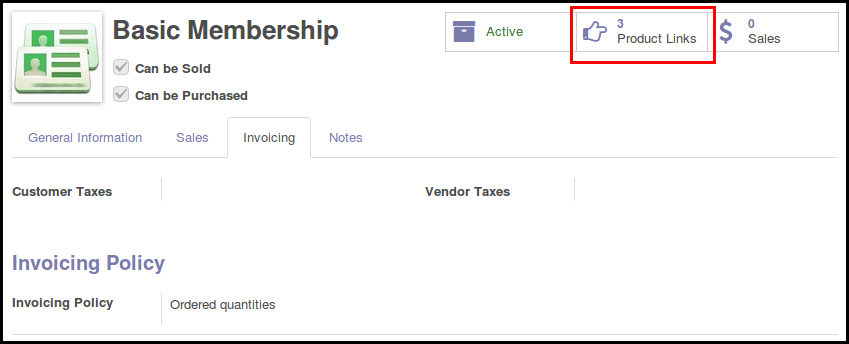 Basic Membership
Active
3
Product Links
0
Sales
Can be Sold
Can be Purchased
General Information Sales Invoicing Notes
Customer Taxes Vendor Taxes
Invoicing Policy
Invoicing Policy Ordered quantities